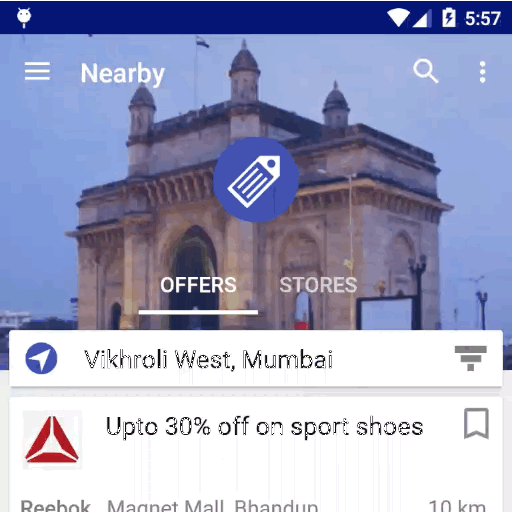 5:57
Nearby
OFFERS STORES
Vikhroli West, Mumbai
Upto 30% off on sport shoes
Reebok Magnet Mall, Bhandup 10 km